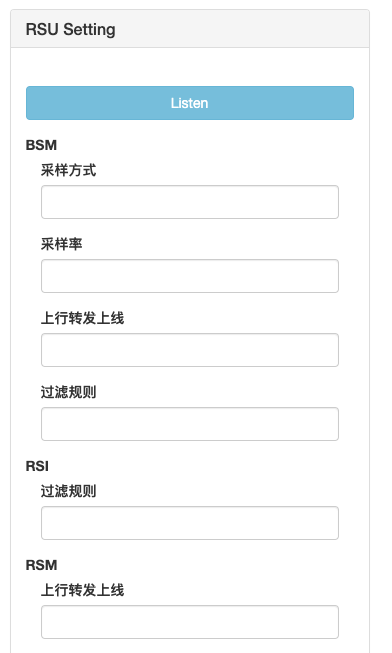 RSU Setting
Listen
BSM
采样方式
采样率
上行转发上线
过滤规则
RSI
过滤规则
RSM
上行转发上线